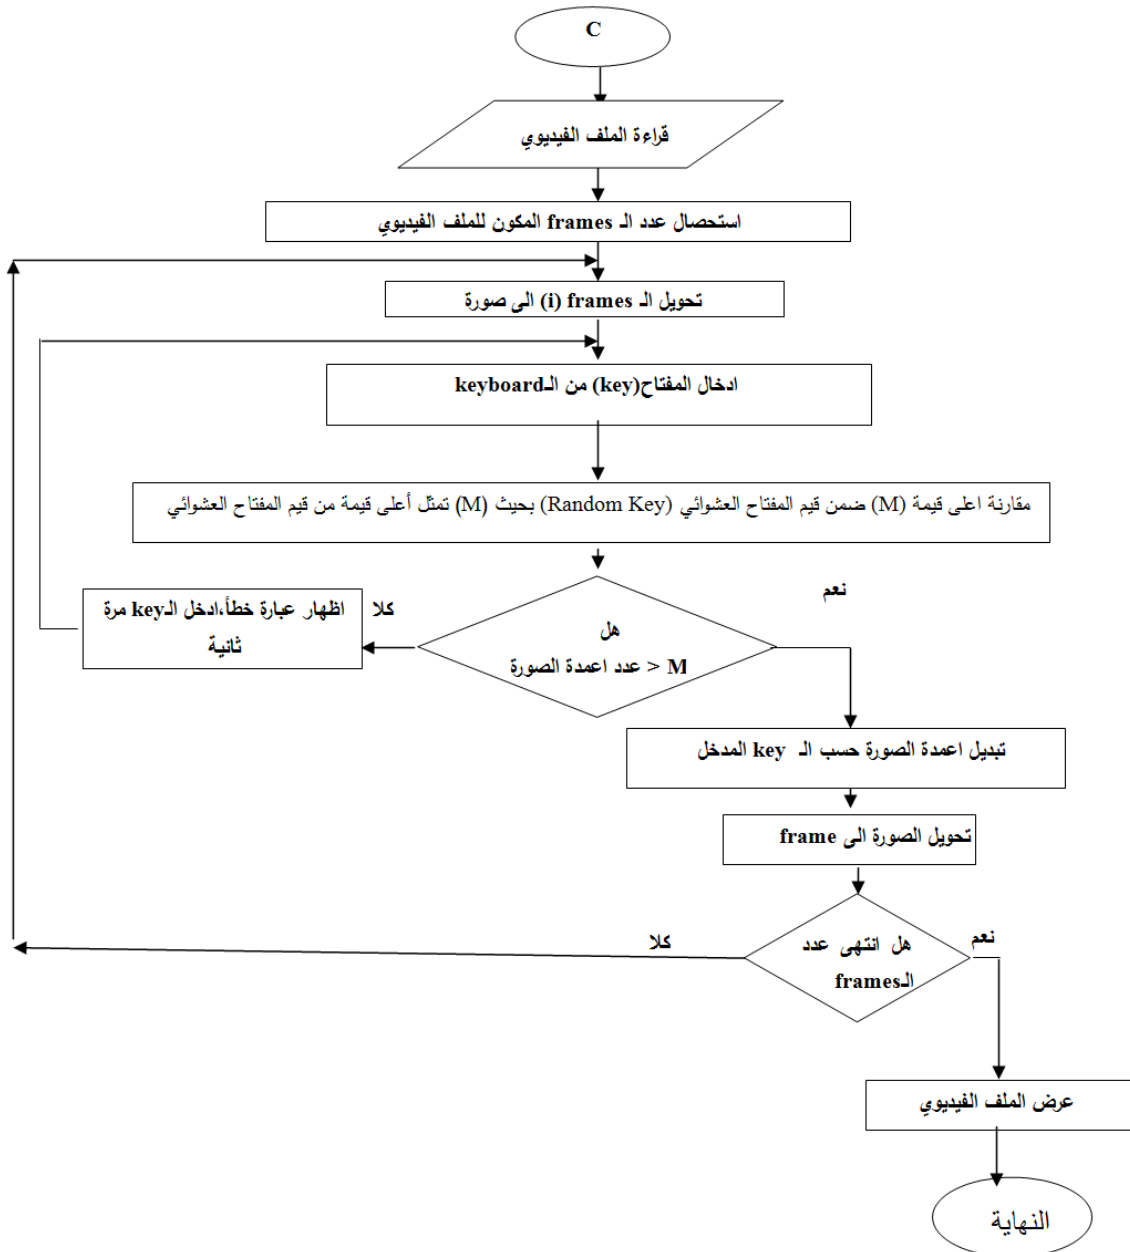 C
قراءة الملف الفيديوي
استحصال عدد الـ frames المكون للملف الفيديوي
تحويل الـ frames (i) الى صورة
ادخال المفتاح(key) من الـkeyboard
مقارنة اعلى قيمة (M) ضمن قيم المفتاح العشوائي (Random Key) بحيث (M) تمثل أعلى قيمة من قيم المفتاح العشوائي
نعم
هل
M < عدد اعمدة الصورة
كلا
اظهار عبارة خطأ،ادخل الـkey مرة
ثانية
تبديل اعمدة الصورة حسب الـ key المدخل
تحويل الصورة الى frame
هل انتهى عدد
الـframes
نعم
كلا
عرض الملف الفيديوي
النهاية